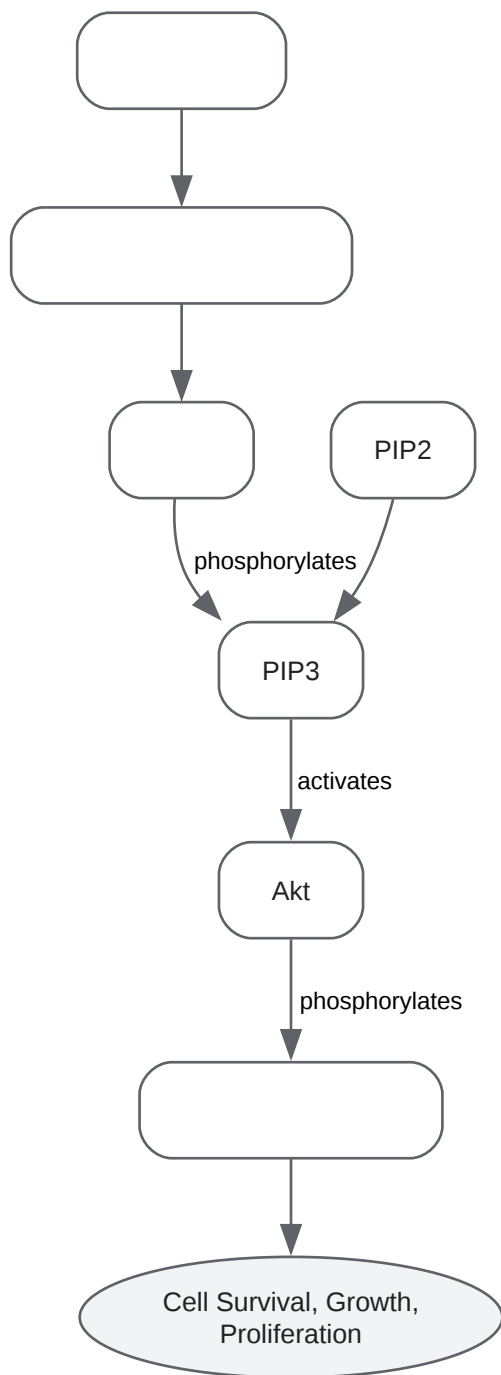 PIP2
phosphorylates
PIP3
activates
Akt
phosphorylates
Cell Survival, Growth,
Proliferation